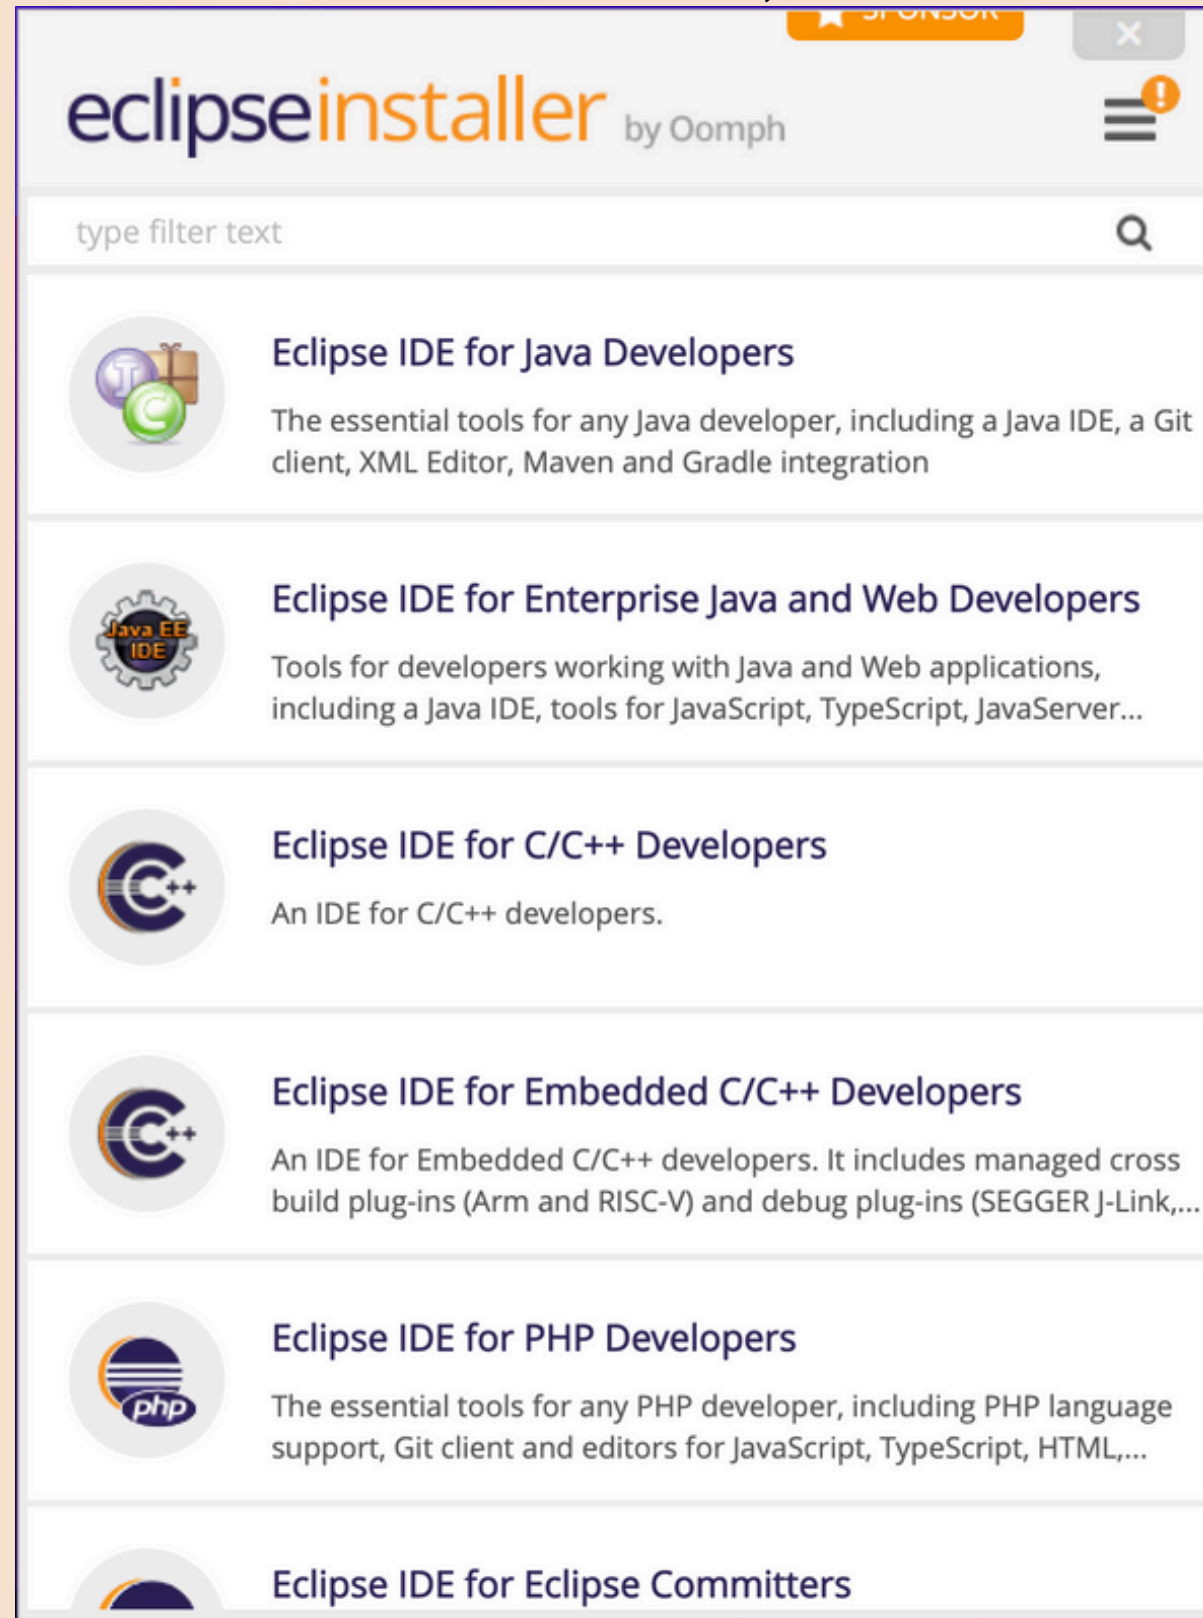 SPONSOR
eclipseinstaller by Oomph
type filter text
Eclipse IDE for Java Developers
The essential tools for any Java developer, including a Java IDE, a Git
client, XML Editor, Maven and Gradle integration
Eclipse IDE for Enterprise Java and Web Developers
Java EE
IDE
Tools for developers working with Java and Web applications,
including a Java IDE, tools for JavaScript, TypeScript, JavaServer...
Eclipse IDE for C/C++ Developers
C++
An IDE for C/C++ developers.
Eclipse IDE for Embedded C/C++ Developers
C++
An IDE for Embedded C/C++ developers. It includes managed cross
build plug-ins (Arm and RISC-V) and debug plug-ins (SEGGER J-Link,...
Eclipse IDE for PHP Developers
php
The essential tools for any PHP developer, including PHP language
support, Git client and editors for JavaScript, TypeScript, HTML,...
Eclipse IDE for Eclipse Committers